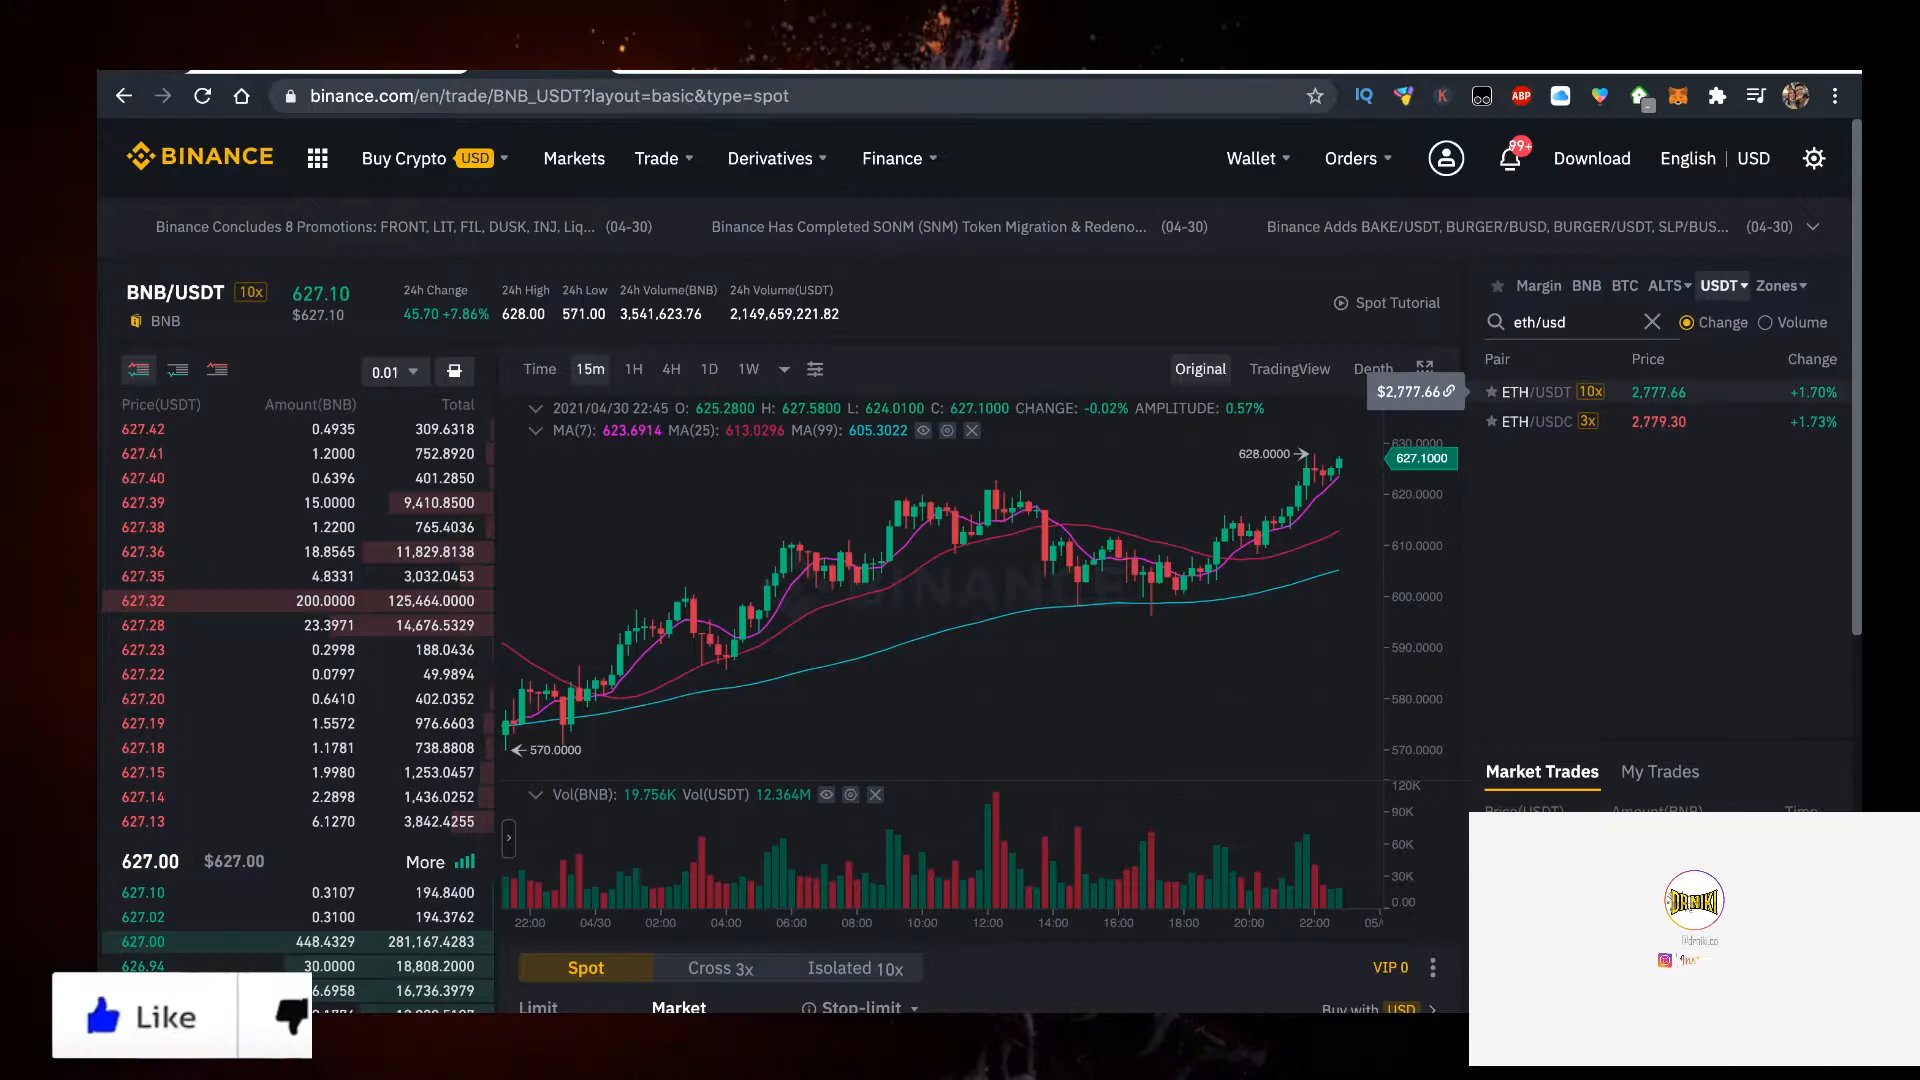 binance.com/en/trade/BNB_USDT?layout=basic&type=spot
IQ K ABP
BINANCE Buy Crypto USD Markets Trade Derivatives Finance Wallet Orders 99+ Download English | USD
Binance Concludes 8 Promotions: FRONT, LIT, FIL, DUSK, INJ, Liq... (04-30) Binance Has Completed SONM (SNM) Token Migration & Redeno... (04-30) Binance Adds BAKE/USDT, BURGER/BUSD, BURGER/USDT, SLP/BUS... (04-30)
BNB/USDT 10x 627.10 $627.10
BNB
24h Change 24h High 24h Low 24h Volume(BNB) 24h Volume(USDT)
45.70 +7.86% 628.00 571.00 3,541,623.76 2,149,659,221.82
Spot Tutorial
0.01
Price(USDT) Amount(BNB) Total
627.42 0.4935 309.6318
627.41 1.2000 752.8920
627.40 0.6396 401.2850
627.39 15.0000 9,410.8500
627.38 1.2200 765.4036
627.36 18.8565 11,829.8138
627.35 4.8331 3,032.0453
627.32 200.0000 125,464.0000
627.28 23.3971 14,676.5329
627.23 0.2998 188.0436
627.22 0.0797 49.9894
627.20 0.6410 402.0352
627.19 1.5572 976.6603
627.18 1.1781 738.8808
627.15 1.9980 1,253.0457
627.14 2.2898 1,436.0252
627.13 6.1270 3,842.4255
627.00 $627.00 More
627.10 0.3107 194.8400
627.02 0.3100 194.3762
627.00 448.4329 281,167.4283
626.94 30.0000 18,808.2000
6.6958 16,736.3979
Time 15m 1H 4H 1D 1W Original TradingView Depth
2021/04/30 22:45 O: 625.2800 H: 627.5800 L: 624.0100 C: 627.1000 CHANGE: -0.02% AMPLITUDE: 0.57%
MA(7): 623.6914 MA(25): 613.0296 MA(99): 605.3022
BINANCE
628.0000
570.0000
630.0000
627.1000
620.0000
610.0000
600.0000
590.0000
580.0000
570.0000
Vol(BNB): 19.756K Vol(USDT) 12.364M
120K
90K
60K
30K
0.00
22:00 04/30 02:00 04:00 06:00 08:00 10:00 12:00 14:00 16:00 18:00 20:00 22:00 05/
Spot Cross 3x Isolated 10x VIP 0
Limit Market Stop-limit Buy with USD
Margin BNB BTC ALTS USDT Zones
eth/usd Change Volume
Pair Price Change
$2,777.66
ETH/USDT 10x 2,777.66 +1.70%
ETH/USDC 3x 2,779.30 +1.73%
Market Trades My Trades
Price(USDT) Amount(BNB) Time
DRNIKI
@drniki.co
Inst
Like